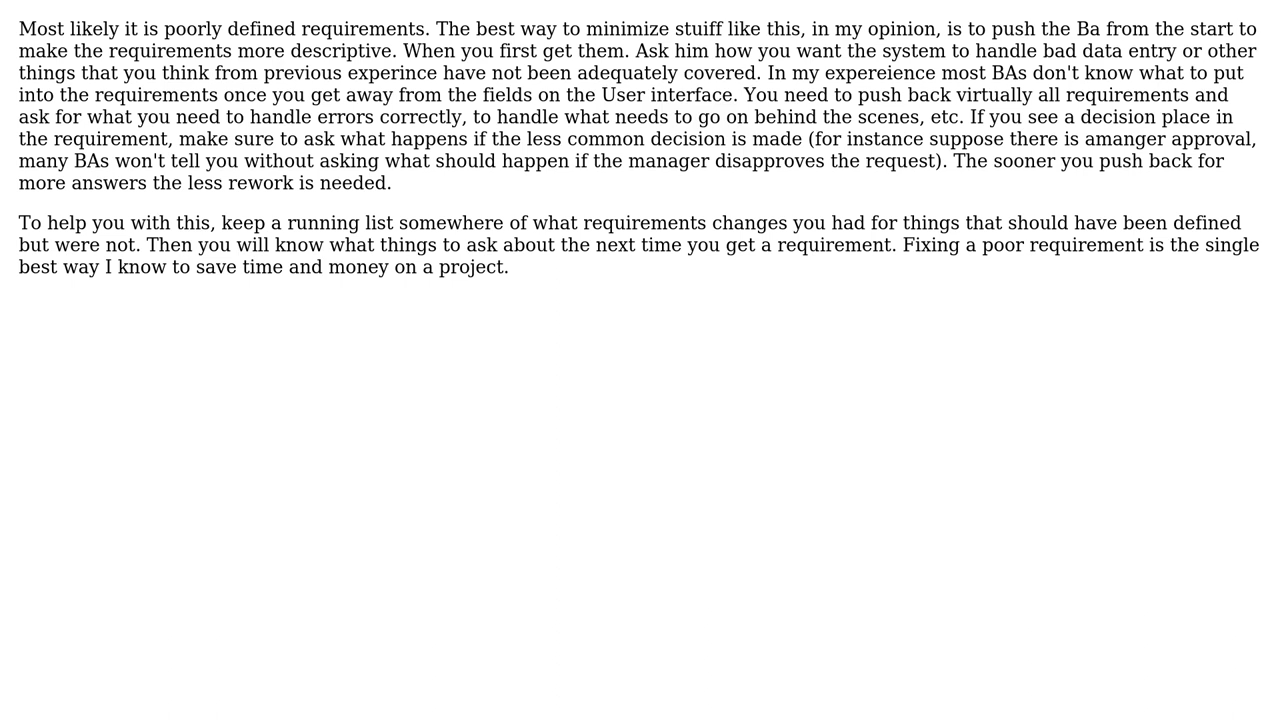 Most likely it is poorly defined requirements. The best way to minimize stuiff like this, in my opinion, is to push the Ba from the start to
make the requirements more descriptive. When you first get them. Ask him how you want the system to handle bad data entry or other
things that you think from previous experince have not been adequately covered. In my expereience most BAs don't know what to put
into the requirements once you get away from the fields on the User interface. You need to push back virtually all requirements and
ask for what you need to handle errors correctly, to handle what needs to go on behind the scenes, etc. If you see a decision place in
the requirement, make sure to ask what happens if the less common decision is made (for instance suppose there is amanger approval,
many BAs won't tell you without asking what should happen if the manager disapproves the request). The sooner you push back for
more answers the less rework is needed.
To help you with this, keep a running list somewhere of what requirements changes you had for things that should have been defined
but were not. Then you will know what things to ask about the next time you get a requirement. Fixing a poor requirement is the single
best way I know to save time and money on a project.